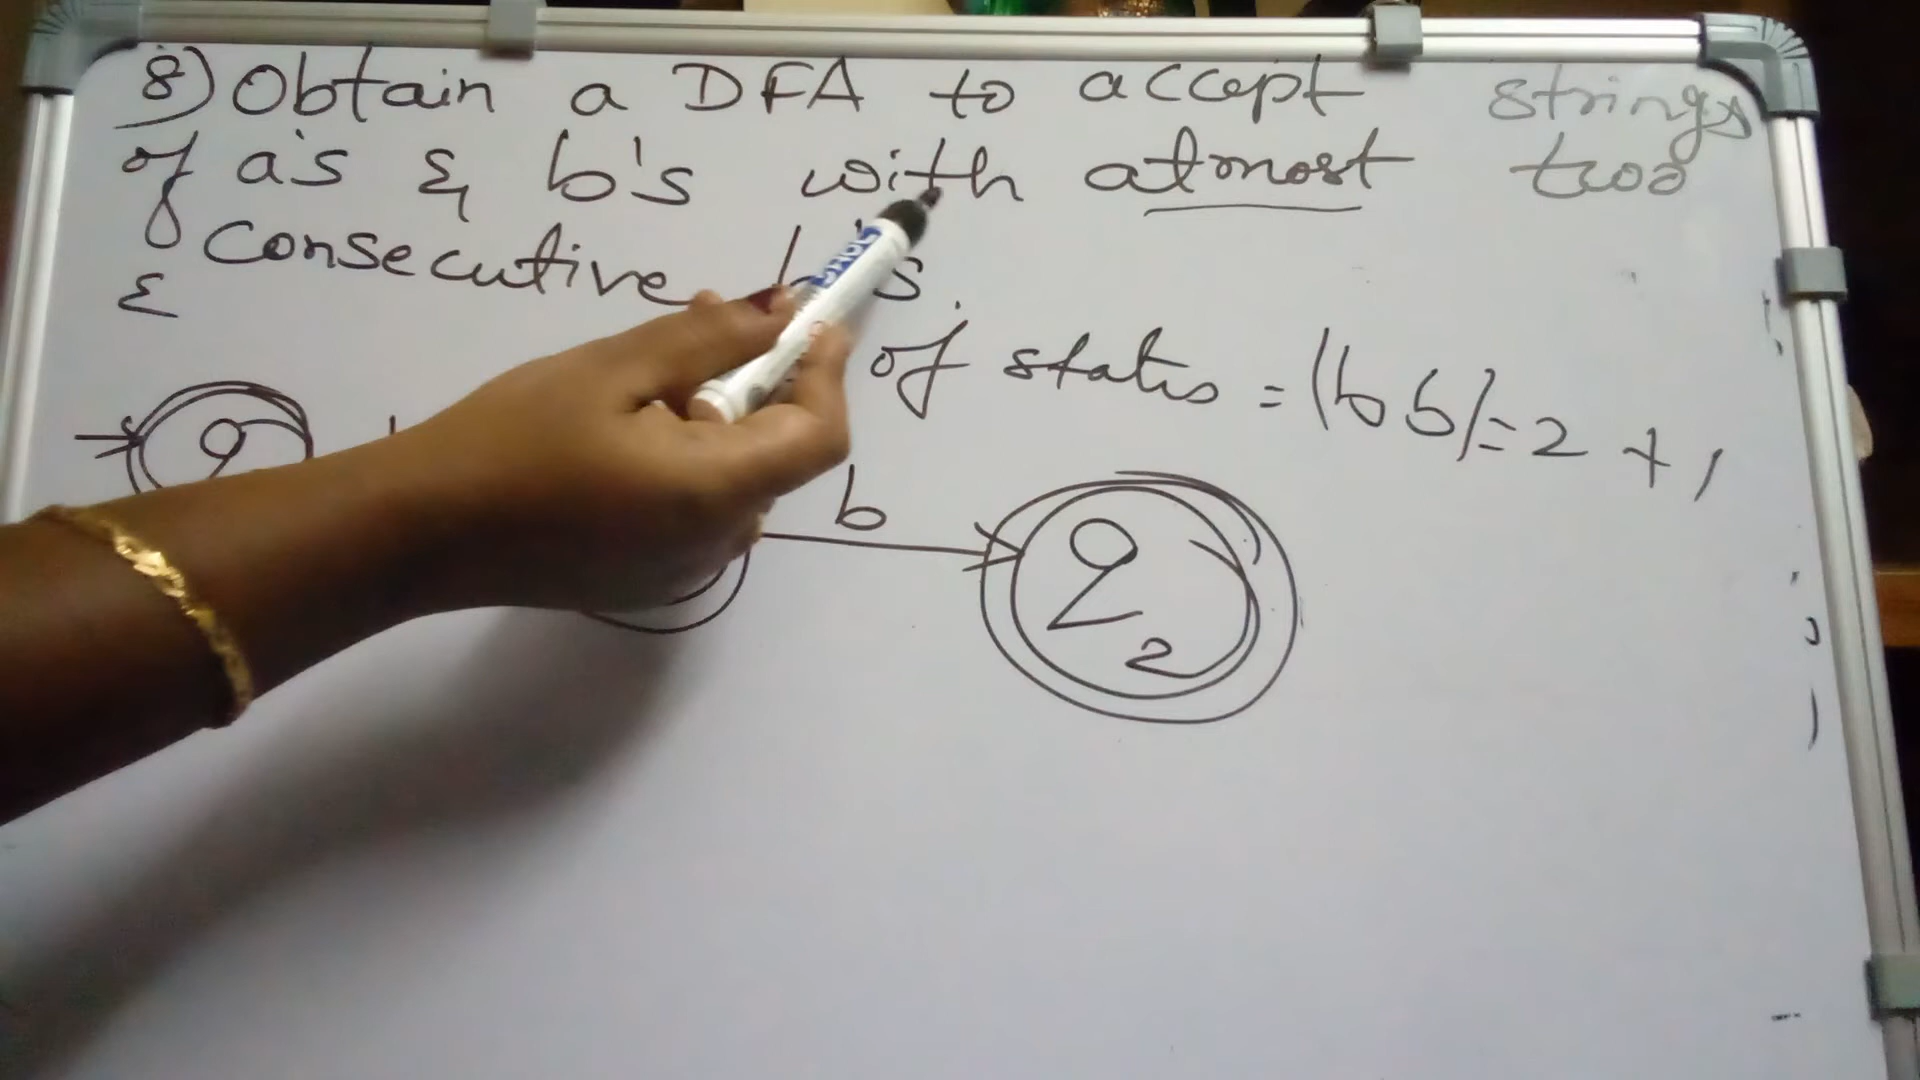 8) Obtain a DFA to accept strings
of a's & b's with atmost two
consecutive b's.
Σ
of states = |bb| = 2 + 1
b
q2